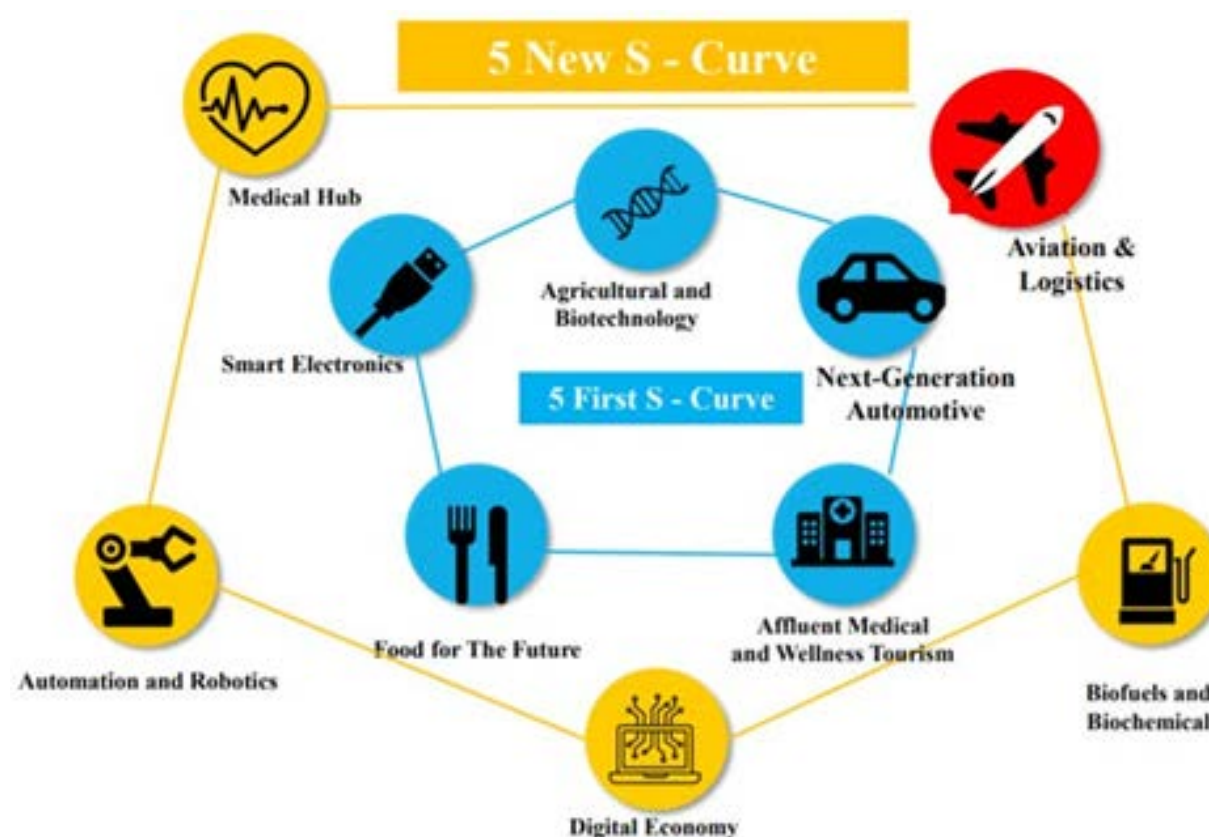 5 New S - Curve
Medical Hub
Aviation &
Logistics
Agricultural and
Biotechnology
Smart Electronics
Next-Generation
Automotive
5 First S - Curve
Food for The Future
Affluent Medical
and Wellness Tourism
Automation and Robotics
Biofuels and
Biochemical
Digital Economy